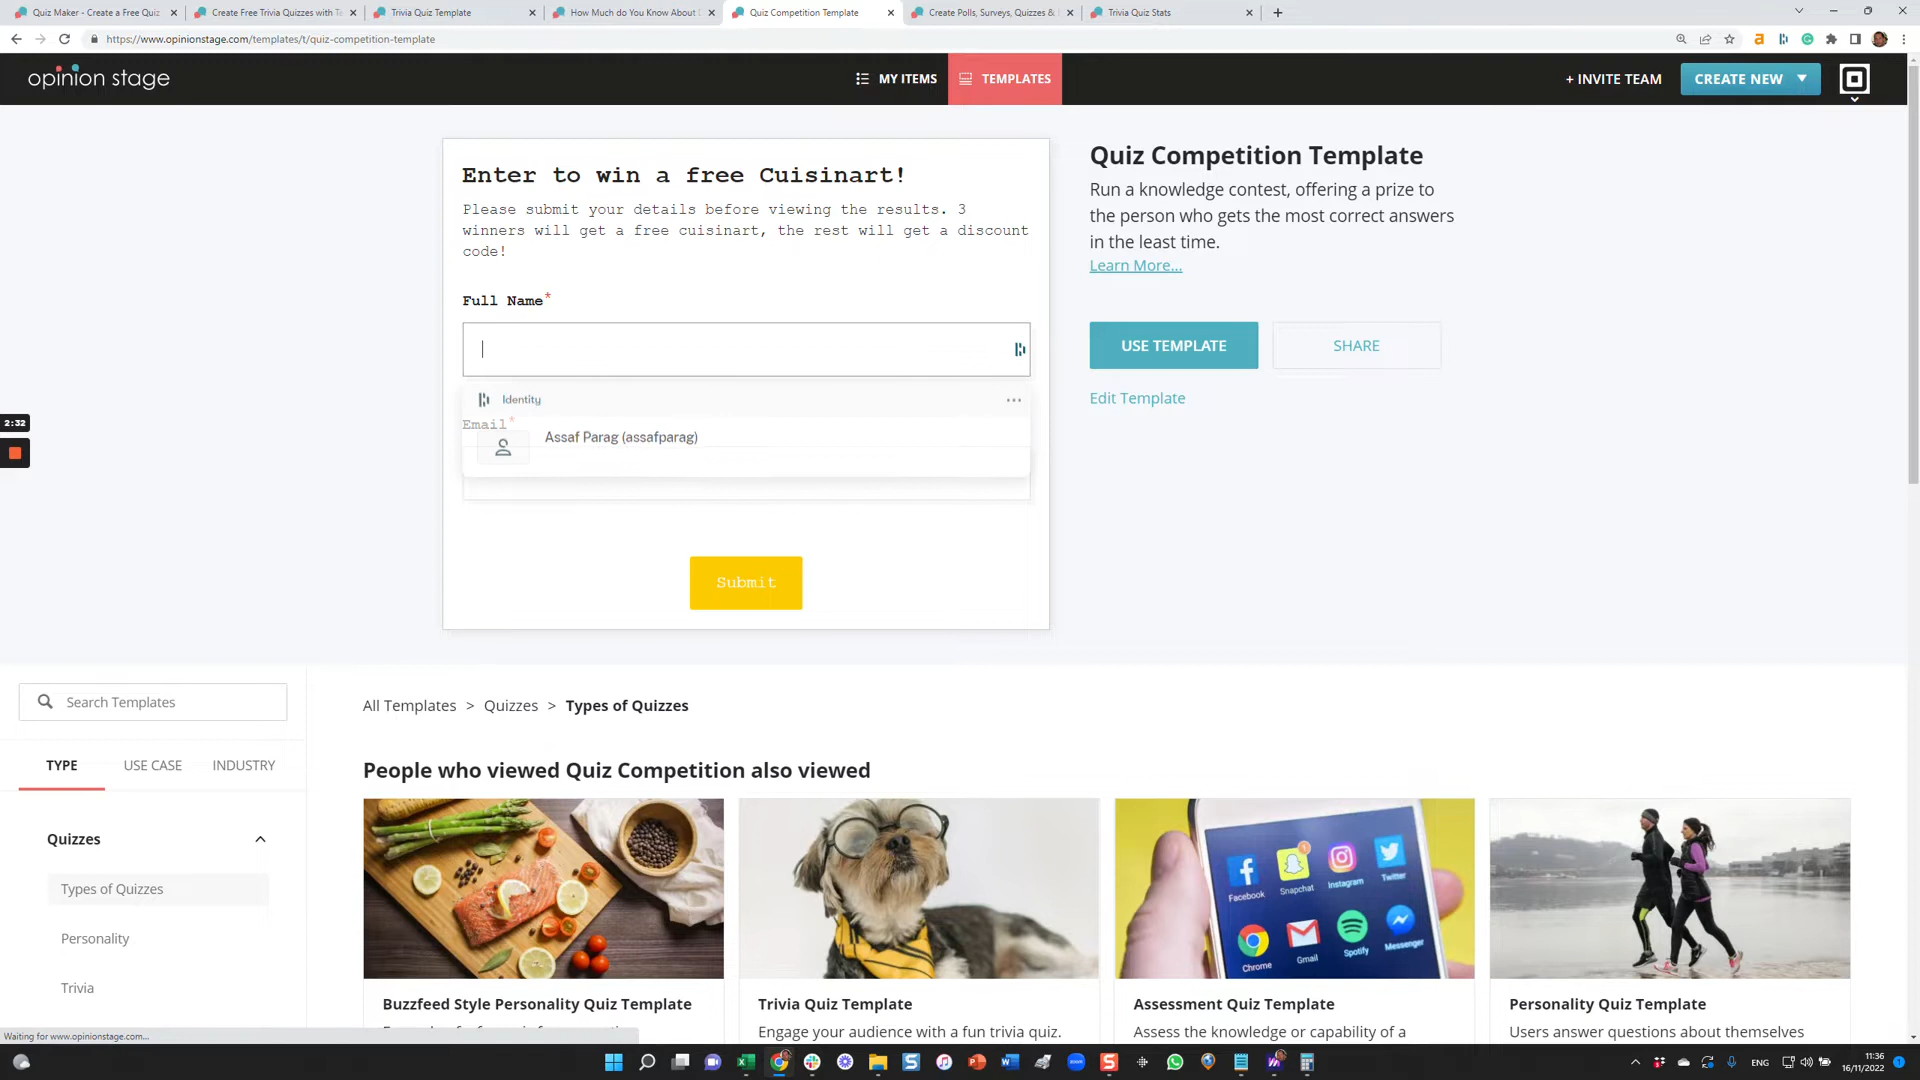 Quiz Maker - Create a Free Quiz
Create Free Trivia Quizzes with Te
Trivia Quiz Template
How Much do You Know About
Quiz Competition Template
Create Polls, Surveys, Quizzes &
Trivia Quiz Stats
https://www.opinionstage.com/templates/t/quiz-competition-template
opinion stage
MY ITEMS
TEMPLATES
+ INVITE TEAM
CREATE NEW
Enter to win a free Cuisinart!
Please submit your details before viewing the results. 3
winners will get a free cuisinart, the rest will get a discount
code!
Full Name*
Identity
Email*
Assaf Parag (assafparag)
Submit
Quiz Competition Template
Run a knowledge contest, offering a prize to
the person who gets the most correct answers
in the least time.
Learn More...
USE TEMPLATE
SHARE
Edit Template
2:32
Search Templates
TYPE
USE CASE
INDUSTRY
Quizzes
Types of Quizzes
Personality
Trivia
All Templates > Quizzes > Types of Quizzes
People who viewed Quiz Competition also viewed
Facebook
Snapchat
Instagram
Twitter
Chrome
Gmail
Spotify
Messenger
Buzzfeed Style Personality Quiz Template
Trivia Quiz Template
Engage your audience with a fun trivia quiz.
Assessment Quiz Template
Assess the knowledge or capability of a
Personality Quiz Template
Users answer questions about themselves
Waiting for www.opinionstage.com...
ENG
11:36
16/11/2022